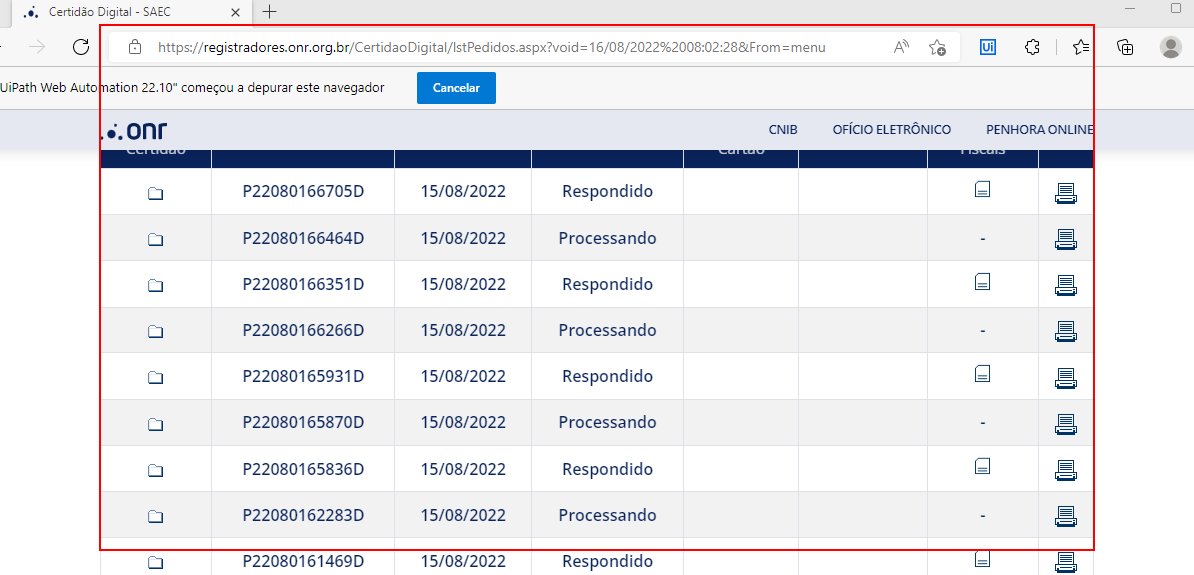 Certidão Digital - SAEC
https://registradores.onr.org.br/CertidaoDigital/lstPedidos.aspx?void=16/08/2022%2008:02:28&From=menu
Ui
UiPath Web Automation 22.10" começou a depurar este navegador
Cancelar
onr
CNIB OFÍCIO ELETRÔNICO PENHORA ONLINE
Certidão Cartão Fiscais
P22080166705D 15/08/2022 Respondido
P22080166464D 15/08/2022 Processando -
P22080166351D 15/08/2022 Respondido
P22080166266D 15/08/2022 Processando -
P22080165931D 15/08/2022 Respondido
P22080165870D 15/08/2022 Processando -
P22080165836D 15/08/2022 Respondido
P22080162283D 15/08/2022 Processando -
P22080161469D 15/08/2022 Respondido